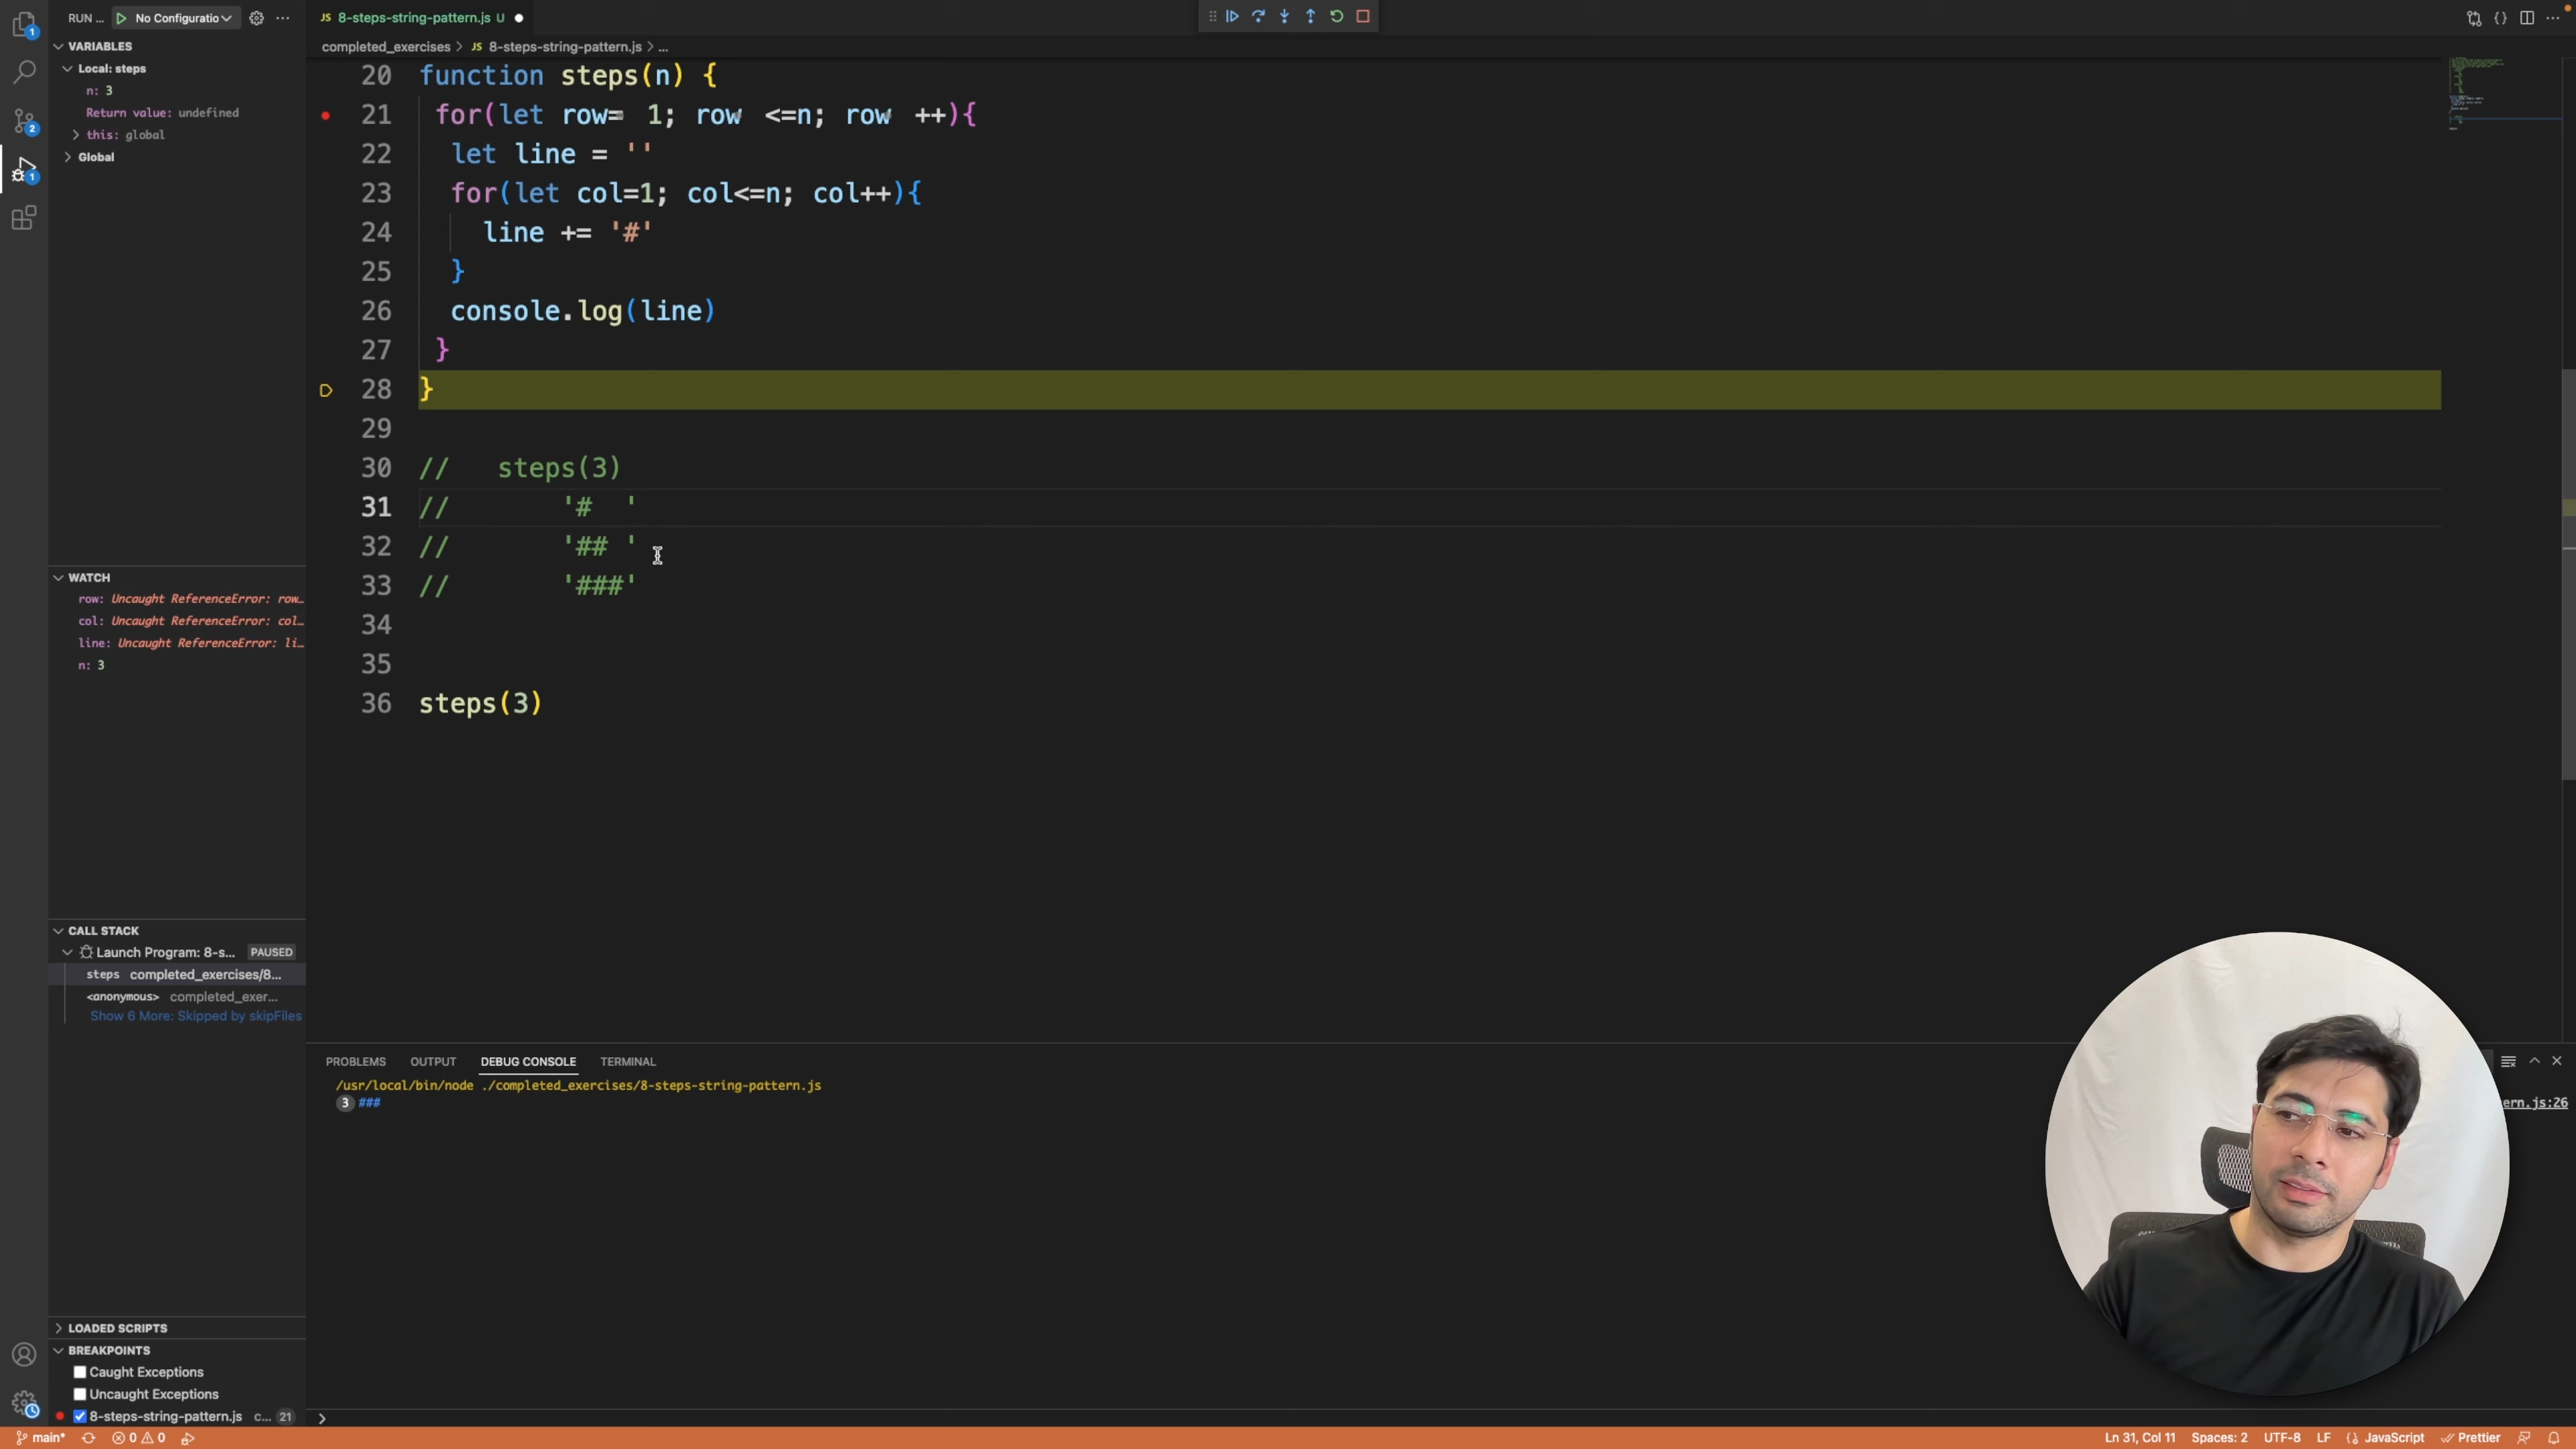 RUN ... No Configuratio
JS 8-steps-string-pattern.js U
completed_exercises > JS 8-steps-string-pattern.js > ...
VARIABLES
Local: steps
n: 3
Return value: undefined
this: global
Global
WATCH
row: Uncaught ReferenceError: row...
col: Uncaught ReferenceError: col...
line: Uncaught ReferenceError: li...
n: 3
CALL STACK
Launch Program: 8-s... PAUSED
steps completed_exercises/8...
<anonymous> completed_exer...
Show 6 More: Skipped by skipFiles
LOADED SCRIPTS
BREAKPOINTS
Caught Exceptions
Uncaught Exceptions
8-steps-string-pattern.js c... 21
20 function steps(n) {
21 for(let row= 1; row <=n; row ++){
22 let line = ''
23 for(let col=1; col<=n; col++){
24 line += '#'
25 }
26 console.log(line)
27 }
28 }
29
30 // steps(3)
31 // '#  '
32 // '## '
33 // '###'
34
35
36 steps(3)
PROBLEMS OUTPUT DEBUG CONSOLE TERMINAL
/usr/local/bin/node ./completed_exercises/8-steps-string-pattern.js
3 ###
ern.js:26
main* 0 0 Ln 31, Col 11 Spaces: 2 UTF-8 LF {} JavaScript Prettier